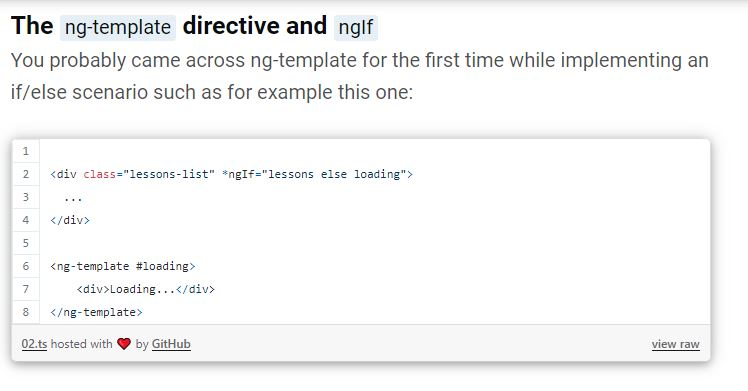 The ng-template directive and ngIf
You probably came across ng-template for the first time while implementing an
if/else scenario such as for example this one:
1
2 <div class="lessons-list" *ngIf="lessons else loading">
3 ...
4 </div>
5
6 <ng-template #loading>
7 <div>Loading...</div>
8 </ng-template>
02.ts hosted with ❤ by GitHub view raw